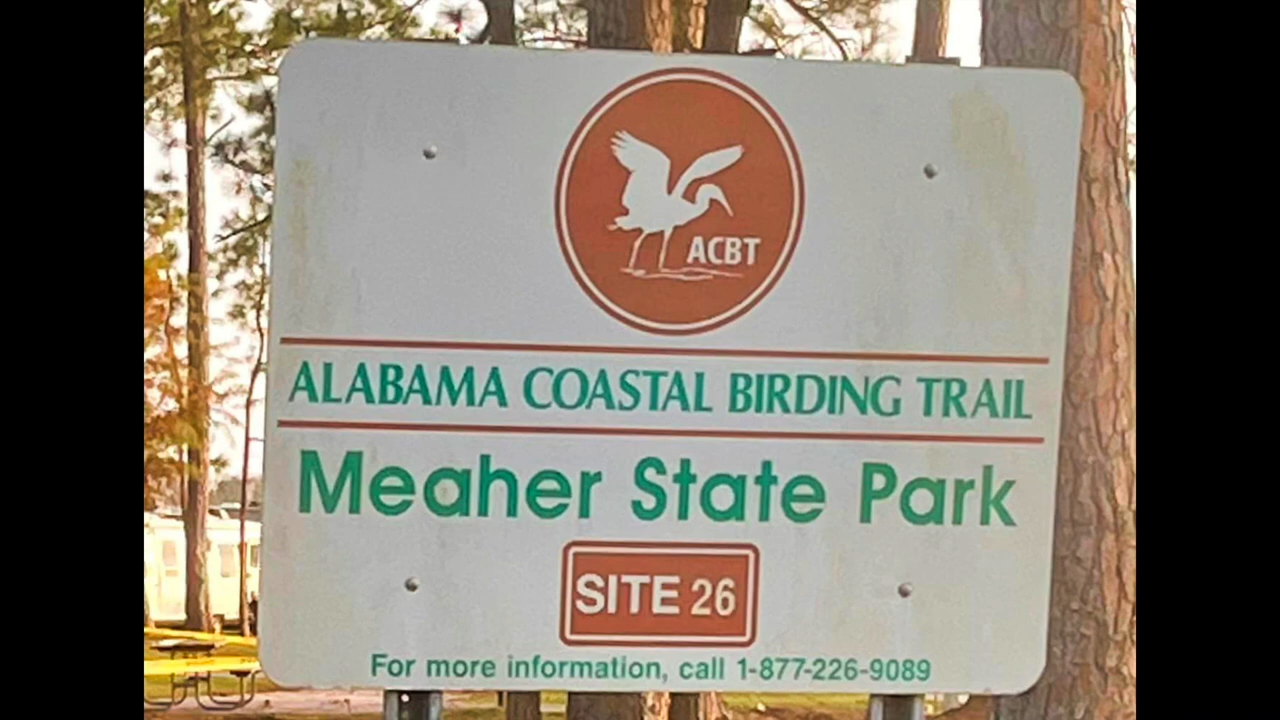 ACBT
ALABAMA COASTAL BIRDING TRAIL
Meaher State Park
SITE 26
For more information, call 1-877-226-9089